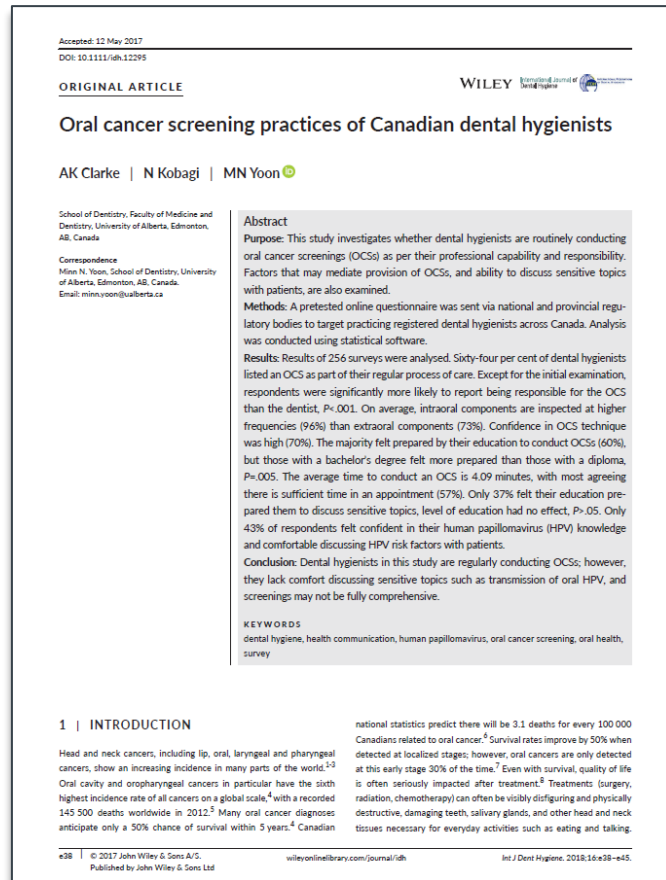 Accepted: 12 May 2017
DOI: 10.1111/idh.12295
ORIGINAL ARTICLE
WILEY International Journal of Dental Hygiene
Oral cancer screening practices of Canadian dental hygienists
AK Clarke | N Kobagi | MN Yoon
School of Dentistry, Faculty of Medicine and
Dentistry, University of Alberta, Edmonton,
AB, Canada
Correspondence
Minn N. Yoon, School of Dentistry, University
of Alberta, Edmonton, AB, Canada.
Email: minn.yoon@ualberta.ca
Abstract
Purpose: This study investigates whether dental hygienists are routinely conducting
oral cancer screenings (OCSs) as per their professional capability and responsibility.
Factors that may mediate provision of OCSs, and ability to discuss sensitive topics
with patients, are also examined.
Methods: A pretested online questionnaire was sent via national and provincial regu-
latory bodies to target practicing registered dental hygienists across Canada. Analysis
was conducted using statistical software.
Results: Results of 256 surveys were analysed. Sixty-four per cent of dental hygienists
listed an OCS as part of their regular process of care. Except for the initial examination,
respondents were significantly more likely to report being responsible for the OCS
than the dentist, P<.001. On average, intraoral components are inspected at higher
frequencies (96%) than extraoral components (73%). Confidence in OCS technique
was high (70%). The majority felt prepared by their education to conduct OCSs (60%),
but those with a bachelor's degree felt more prepared than those with a diploma,
P=.005. The average time to conduct an OCS is 4.09 minutes, with most agreeing
there is sufficient time in an appointment (57%). Only 37% felt their education pre-
pared them to discuss sensitive topics, level of education had no effect, P>.05. Only
43% of respondents felt confident in their human papillomavirus (HPV) knowledge
and comfortable discussing HPV risk factors with patients.
Conclusion: Dental hygienists in this study are regularly conducting OCSs; however,
they lack comfort discussing sensitive topics such as transmission of oral HPV, and
screenings may not be fully comprehensive.
KEYWORDS
dental hygiene, health communication, human papillomavirus, oral cancer screening, oral health,
survey
1 | INTRODUCTION
Head and neck cancers, including lip, oral, laryngeal and pharyngeal
cancers, show an increasing incidence in many parts of the world.1-3
Oral cavity and oropharyngeal cancers in particular have the sixth
highest incidence rate of all cancers on a global scale,4 with a recorded
145 500 deaths worldwide in 2012.5 Many oral cancer diagnoses
anticipate only a 50% chance of survival within 5 years.4 Canadian
national statistics predict there will be 3.1 deaths for every 100 000
Canadians related to oral cancer.6 Survival rates improve by 50% when
detected at localized stages; however, oral cancers are only detected
at this early stage 30% of the time.7 Even with survival, quality of life
is often seriously impacted after treatment.8 Treatments (surgery,
radiation, chemotherapy) can often be visibly disfiguring and physically
destructive, damaging teeth, salivary glands, and other head and neck
tissues necessary for everyday activities such as eating and talking.
e38 | © 2017 John Wiley & Sons A/S.
Published by John Wiley & Sons Ltd
wileyonlinelibrary.com/journal/idh
Int J Dent Hygiene. 2018;16:e38–e45.